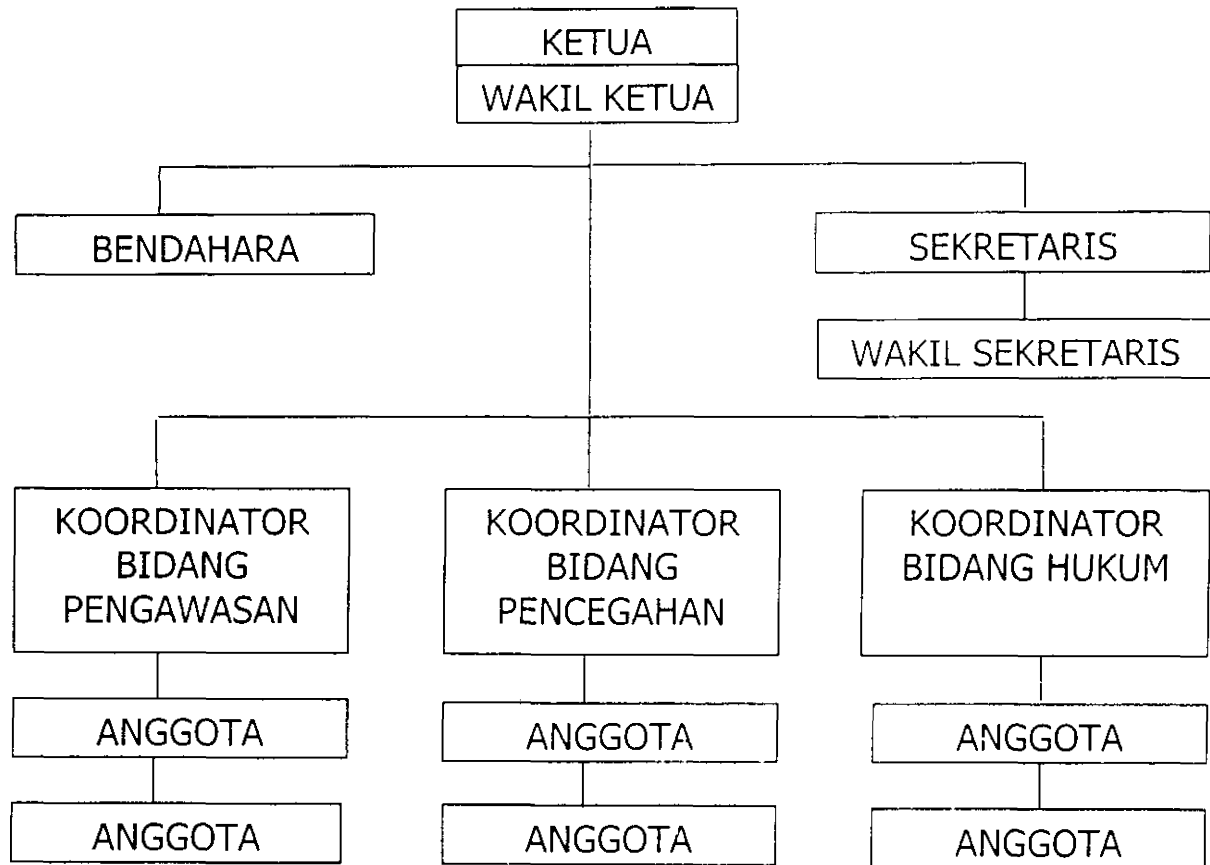 KETUA
WAKIL KETUA
BENDAHARA
SEKRETARIS
WAKIL SEKRETARIS
KOORDINATOR
BIDANG
PENGAWASAN
KOORDINATOR
BIDANG
PENCEGAHAN
KOORDINATOR
BIDANG HUKUM
ANGGOTA
ANGGOTA
ANGGOTA
ANGGOTA
ANGGOTA
ANGGOTA